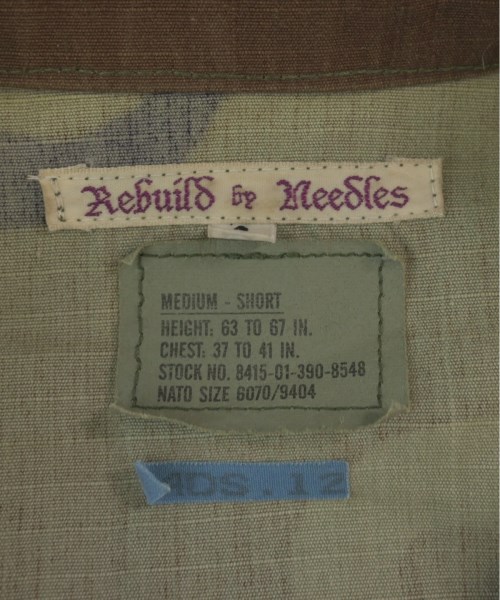 Rebuild by Needles
MEDIUM - SHORT
HEIGHT: 63 TO 67 IN.
CHEST: 37 TO 41 IN.
STOCK NO. 8415-01-390-8548
NATO SIZE 6070/9404